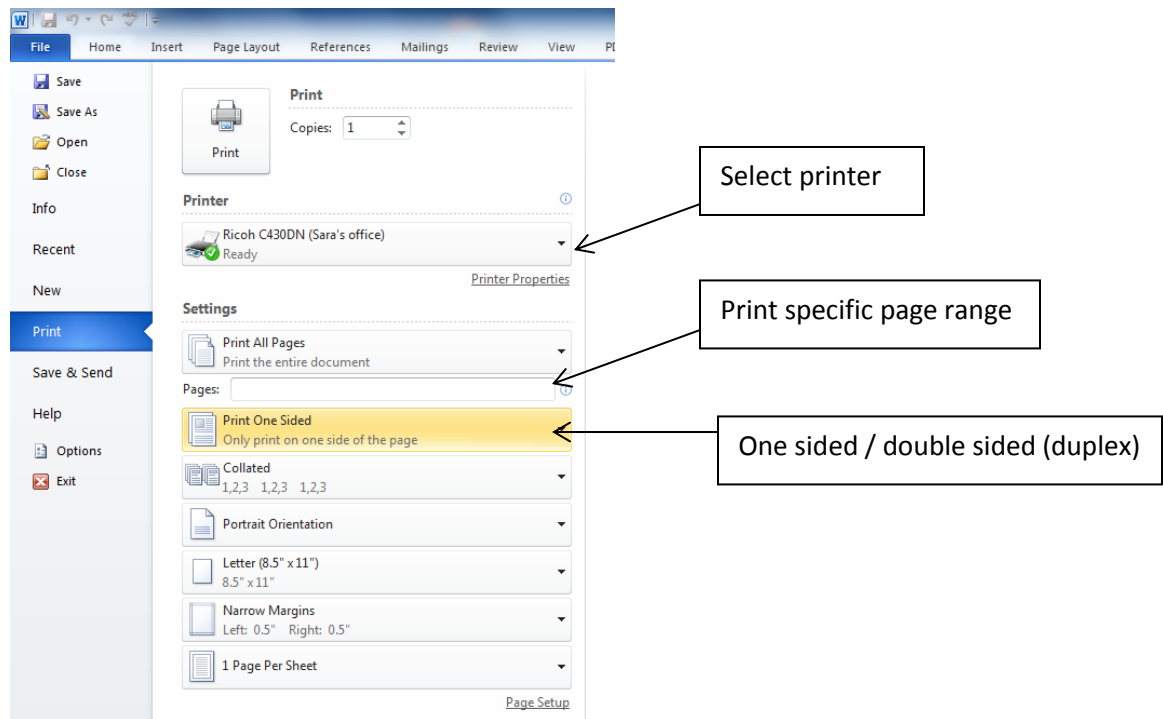 W
File Home Insert Page Layout References Mailings Review View
Save
Save As
Open
Close
Info
Recent
New
Print
Save & Send
Help
Options
Exit
Print
Print
Copies: 1
Printer
Ricoh C430DN (Sara's office)
Ready
Printer Properties
Settings
Print All Pages
Print the entire document
Pages:
Print One Sided
Only print on one side of the page
Collated
1,2,3 1,2,3 1,2,3
Portrait Orientation
Letter (8.5" x 11")
8.5" x 11"
Narrow Margins
Left: 0.5" Right: 0.5"
1 Page Per Sheet
Page Setup
Select printer
Print specific page range
One sided / double sided (duplex)